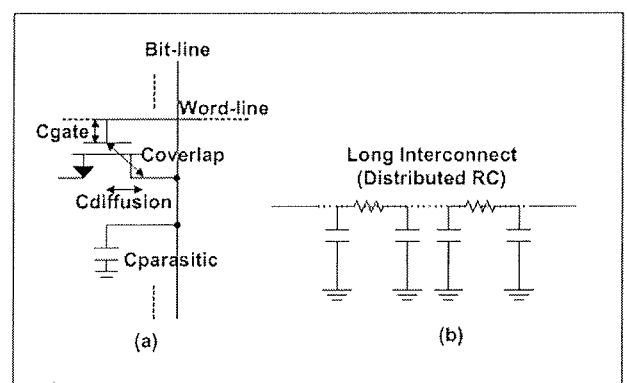 Bit-line
Word-line
Cgate
Coverlap
Cdiffusion
Cparasitic
(a)
Long Interconnect
(Distributed RC)
(b)